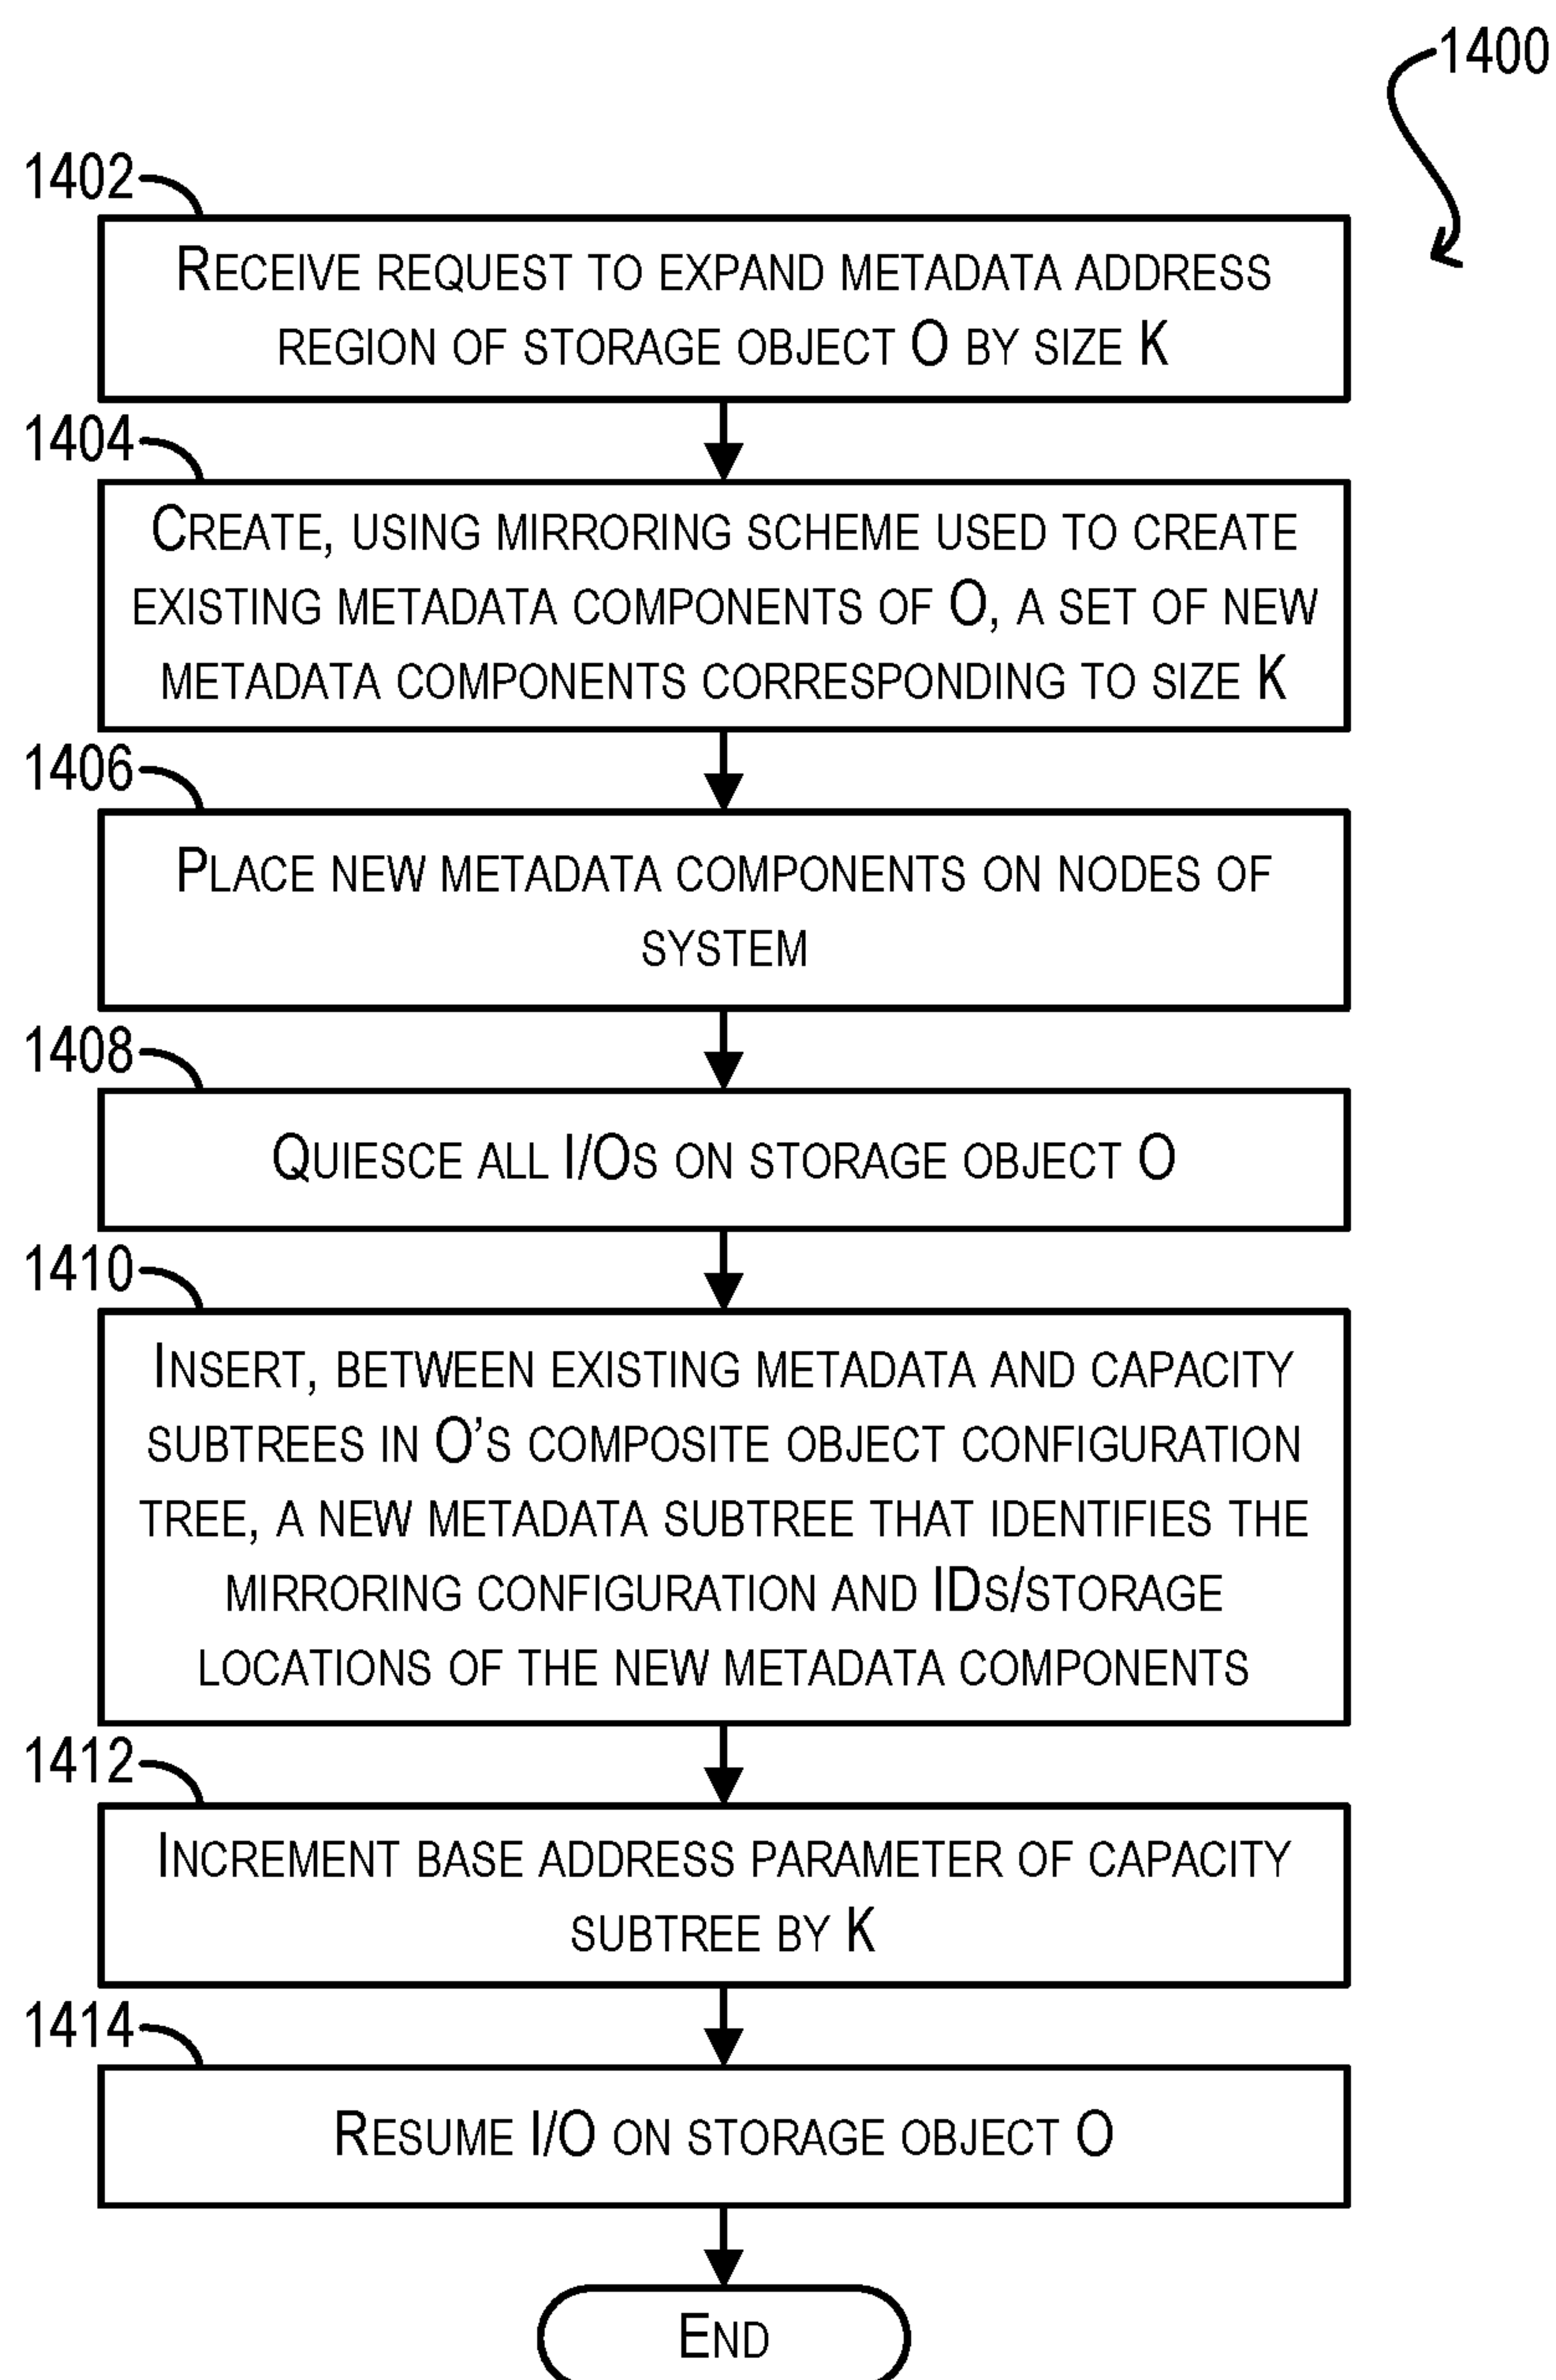 1400
1402
RECEIVE REQUEST TO EXPAND METADATA ADDRESS
REGION OF STORAGE OBJECT O BY SIZE K
1404
CREATE, USING MIRRORING SCHEME USED TO CREATE
EXISTING METADATA COMPONENTS OF O, A SET OF NEW
METADATA COMPONENTS CORRESPONDING TO SIZE K
1406
PLACE NEW METADATA COMPONENTS ON NODES OF
SYSTEM
1408
QUIESCE ALL I/OS ON STORAGE OBJECT O
1410
INSERT, BETWEEN EXISTING METADATA AND CAPACITY
SUBTREES IN O'S COMPOSITE OBJECT CONFIGURATION
TREE, A NEW METADATA SUBTREE THAT IDENTIFIES THE
MIRRORING CONFIGURATION AND IDS/STORAGE
LOCATIONS OF THE NEW METADATA COMPONENTS
1412
INCREMENT BASE ADDRESS PARAMETER OF CAPACITY
SUBTREE BY K
1414
RESUME I/O ON STORAGE OBJECT O
END